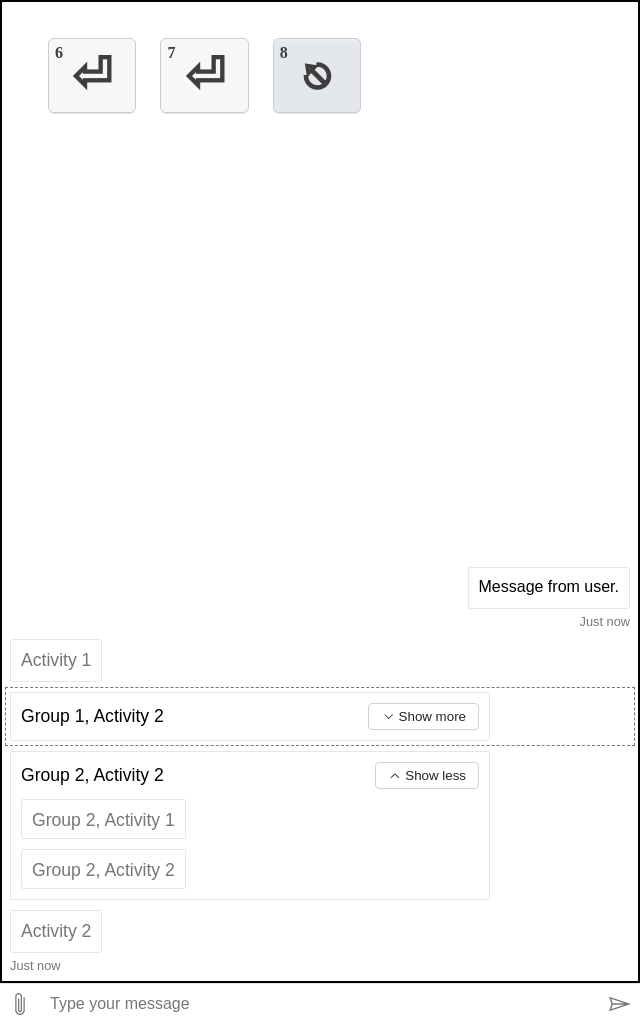 6 7 8
Message from user.
Just now
Activity 1
Group 1, Activity 2 Show more
Group 2, Activity 2 Show less
Group 2, Activity 1
Group 2, Activity 2
Activity 2
Just now
Type your message